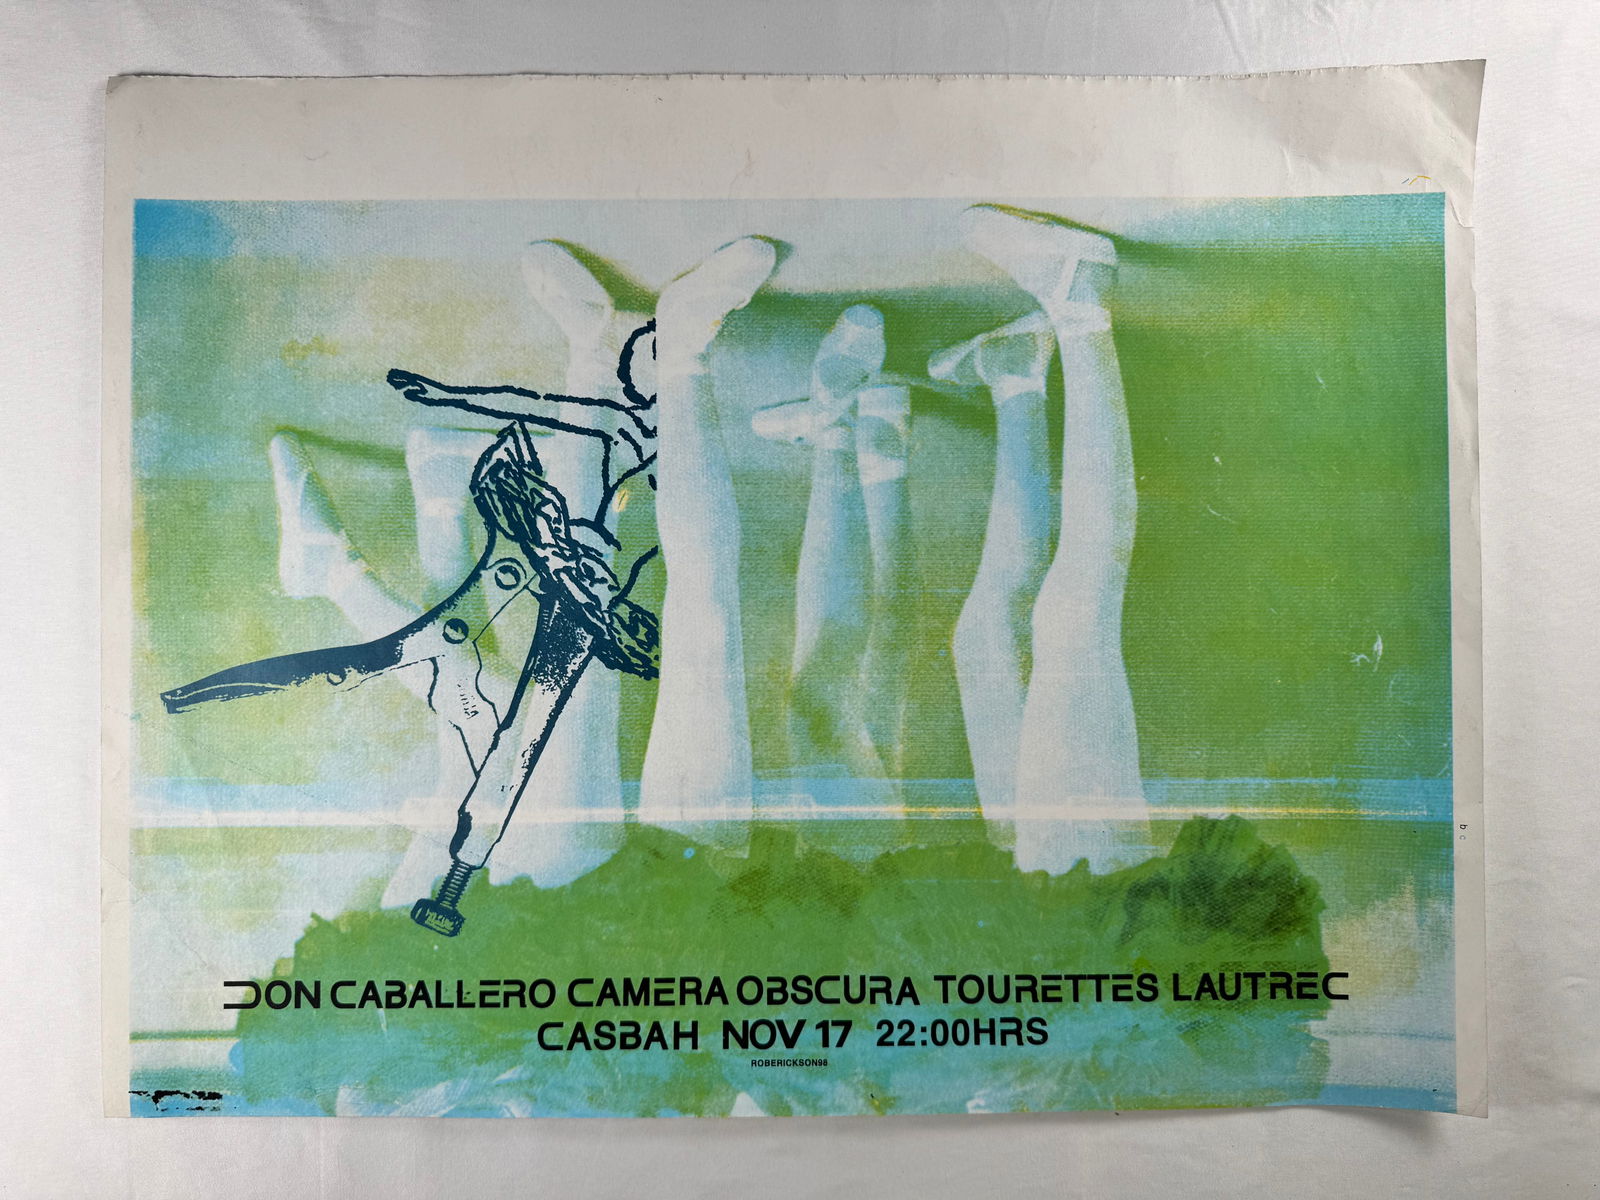 DON CABALLERO CAMERA OBSCURA TOURETTES LAUTREC
CASBAH NOV 17 22:00HRS
ROBERICKSON98
b c